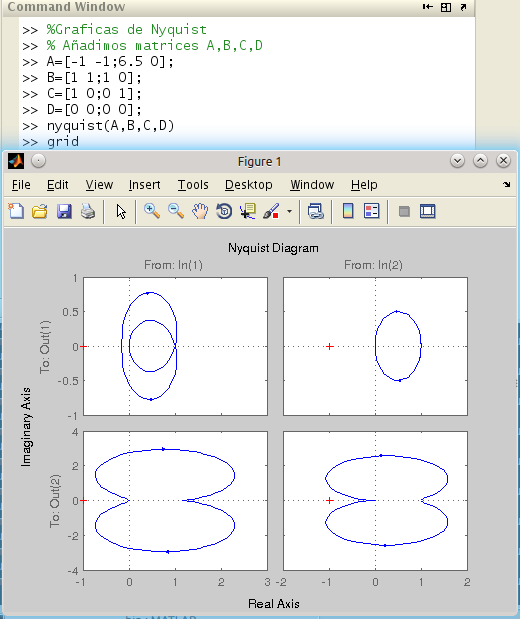 Command Window
>> %Graficas de Nyquist
>> % Añadimos matrices A,B,C,D
>> A=[-1 -1;6.5 0];
>> B=[1 1;1 0];
>> C=[1 0;0 1];
>> D=[0 0;0 0];
>> nyquist(A,B,C,D)
>> grid
Figure 1
File Edit View Insert Tools Desktop Window Help
Nyquist Diagram
From: In(1) From: In(2)
1
0.5
0
-0.5
-1
To: Out(1)
Imaginary Axis
4
2
0
-2
-4
To: Out(2)
-1 0 1 2 3 -2 -1 0 1 2
Real Axis